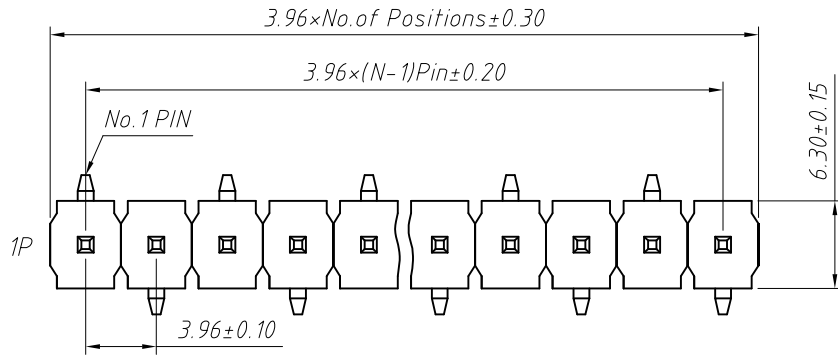 3.96×No.of Positions±0.30
3.96×(N-1)Pin±0.20
No.1 PIN
6.30±0.15
1P
3.96±0.10